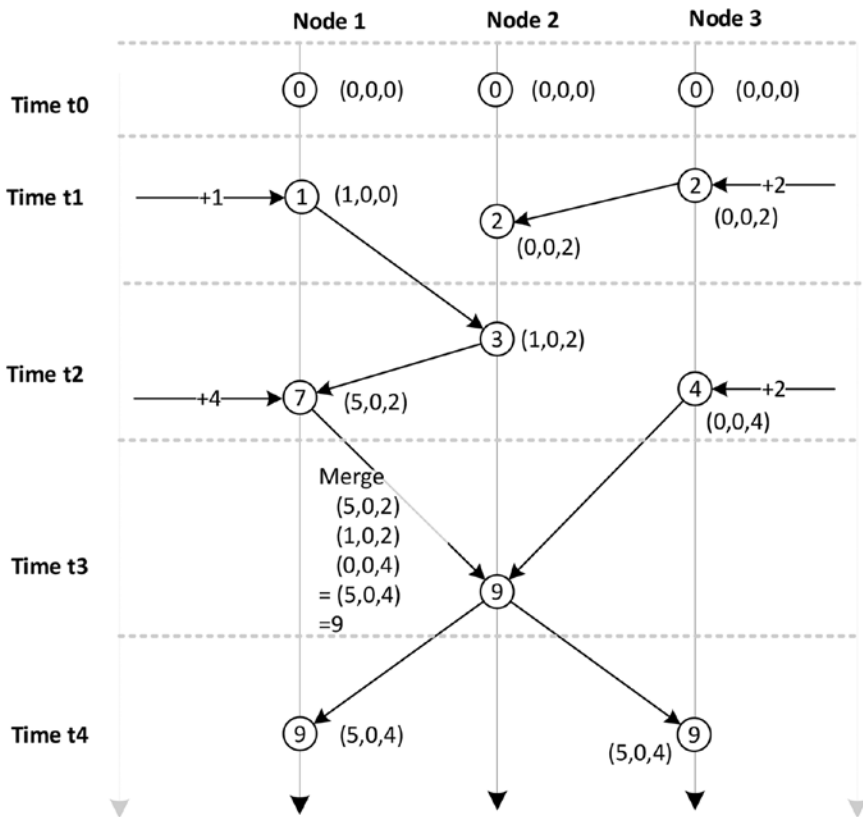 Node 1 Node 2 Node 3
Time t0
0 (0,0,0) 0 (0,0,0) 0 (0,0,0)
Time t1
+1 1 (1,0,0) 2 +2
2 (0,0,2)
(0,0,2)
Time t2
3 (1,0,2)
+4 7 (5,0,2) 4 +2
(0,0,4)
Time t3
Merge
(5,0,2)
(1,0,2)
(0,0,4)
= (5,0,4)
=9
9
Time t4
9 (5,0,4) 9
(5,0,4)